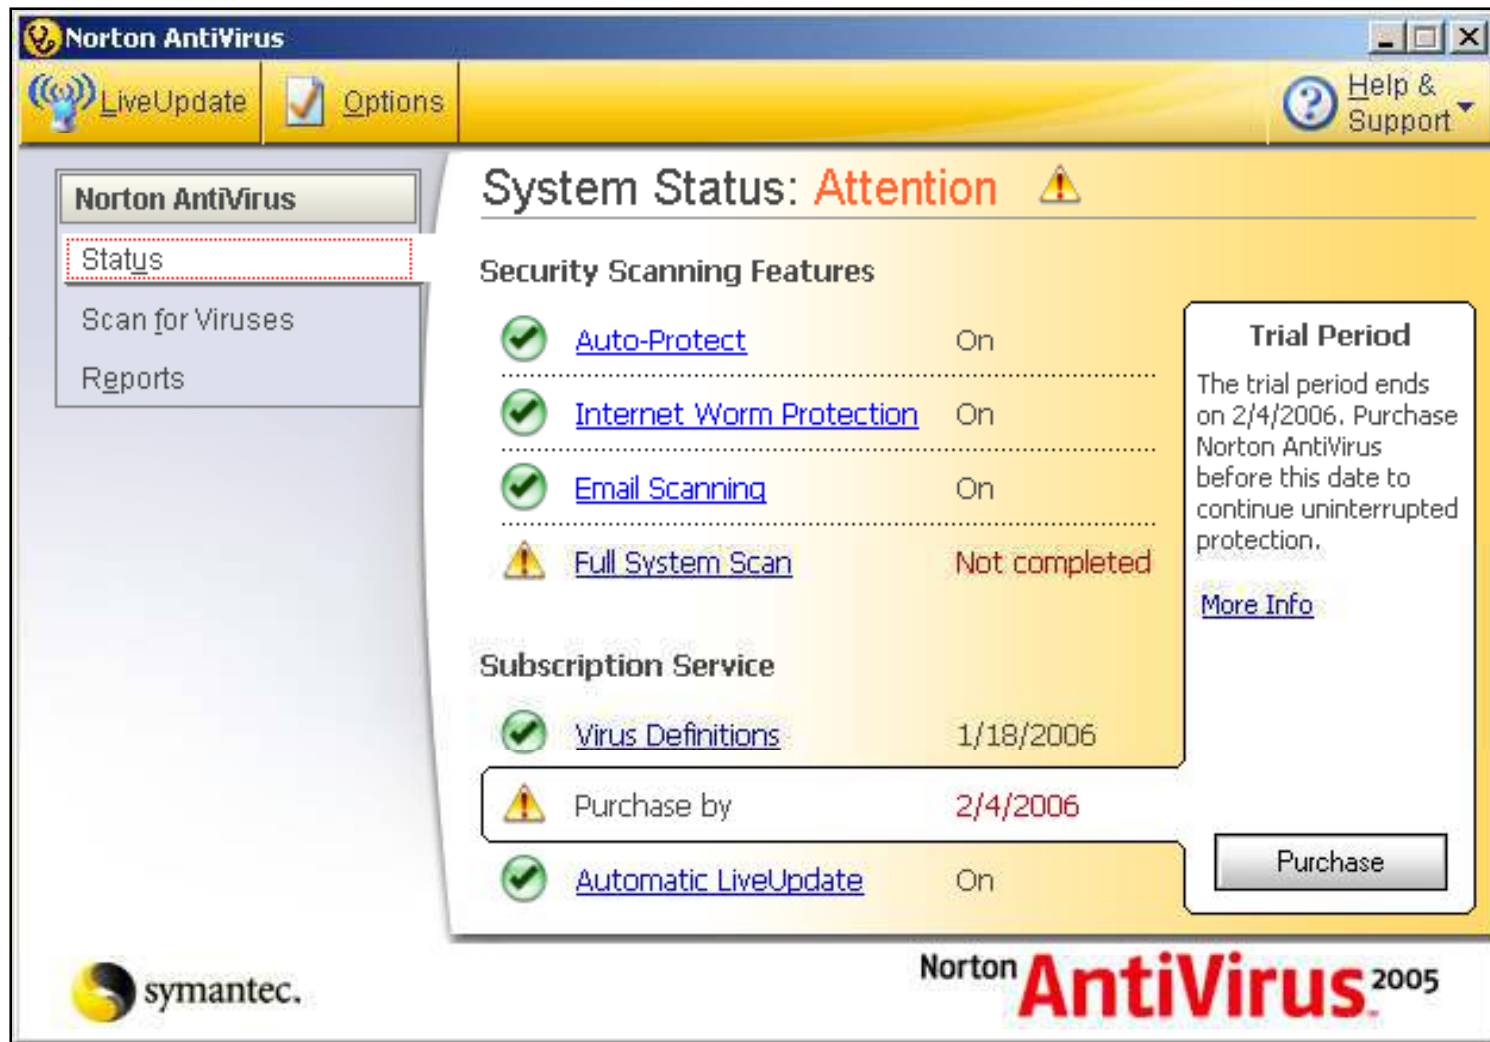 Norton AntiVirus
LiveUpdate
Options
Help &
Support
Norton AntiVirus
Status
Scan for Viruses
Reports
System Status: Attention
Security Scanning Features
Auto-Protect On
Internet Worm Protection On
Email Scanning On
Full System Scan Not completed
Subscription Service
Virus Definitions 1/18/2006
Purchase by 2/4/2006
Automatic LiveUpdate On
Trial Period
The trial period ends
on 2/4/2006. Purchase
Norton AntiVirus
before this date to
continue uninterrupted
protection.
More Info
Purchase
symantec.
Norton AntiVirus 2005